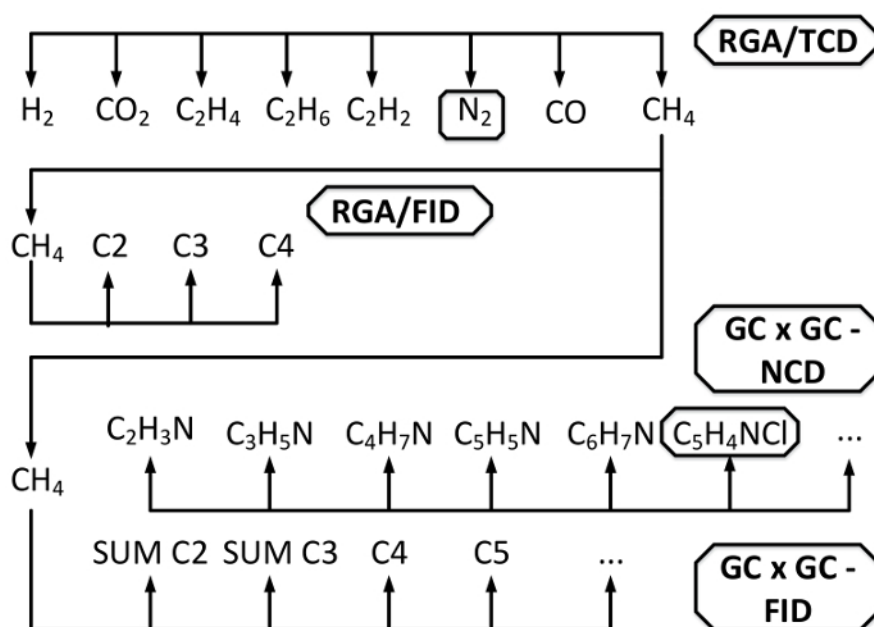 RGA/TCD
H₂ CO₂ C₂H₄ C₂H₆ C₂H₂ N₂ CO CH₄
RGA/FID
CH₄ C2 C3 C4
GC x GC -
NCD
C₂H₃N C₃H₅N C₄H₇N C₅H₅N C₆H₇N C₅H₄NCl ...
CH₄
SUM C2 SUM C3 C4 C5 ...
GC x GC -
FID